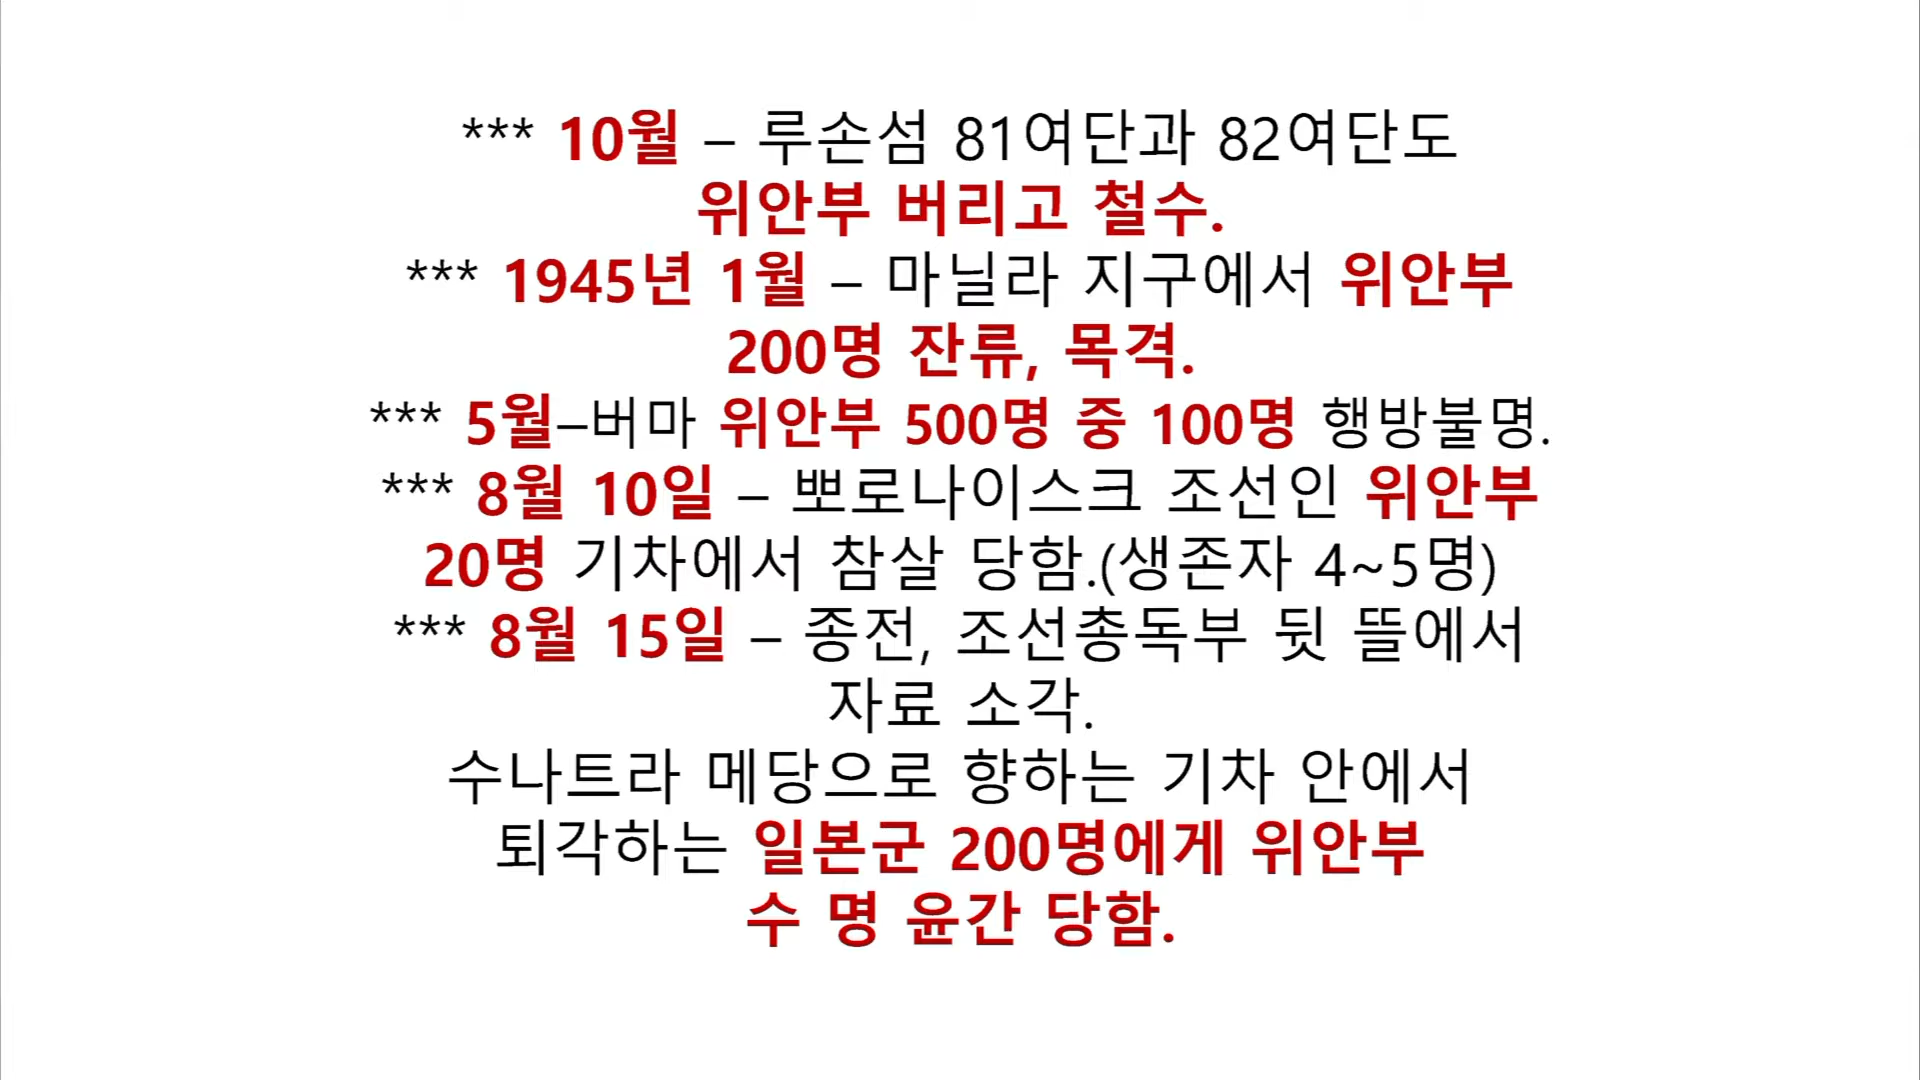 *** 10월 – 루손섬 81여단과 82여단도
위안부 버리고 철수.
*** 1945년 1월 – 마닐라 지구에서 위안부
200명 잔류, 목격.
*** 5월–버마 위안부 500명 중 100명 행방불명.
*** 8월 10일 – 뽀로나이스크 조선인 위안부
20명 기차에서 참살 당함.(생존자 4~5명)
*** 8월 15일 – 종전, 조선총독부 뒷 뜰에서
자료 소각.
수나트라 메당으로 향하는 기차 안에서
퇴각하는 일본군 200명에게 위안부
수 명 윤간 당함.